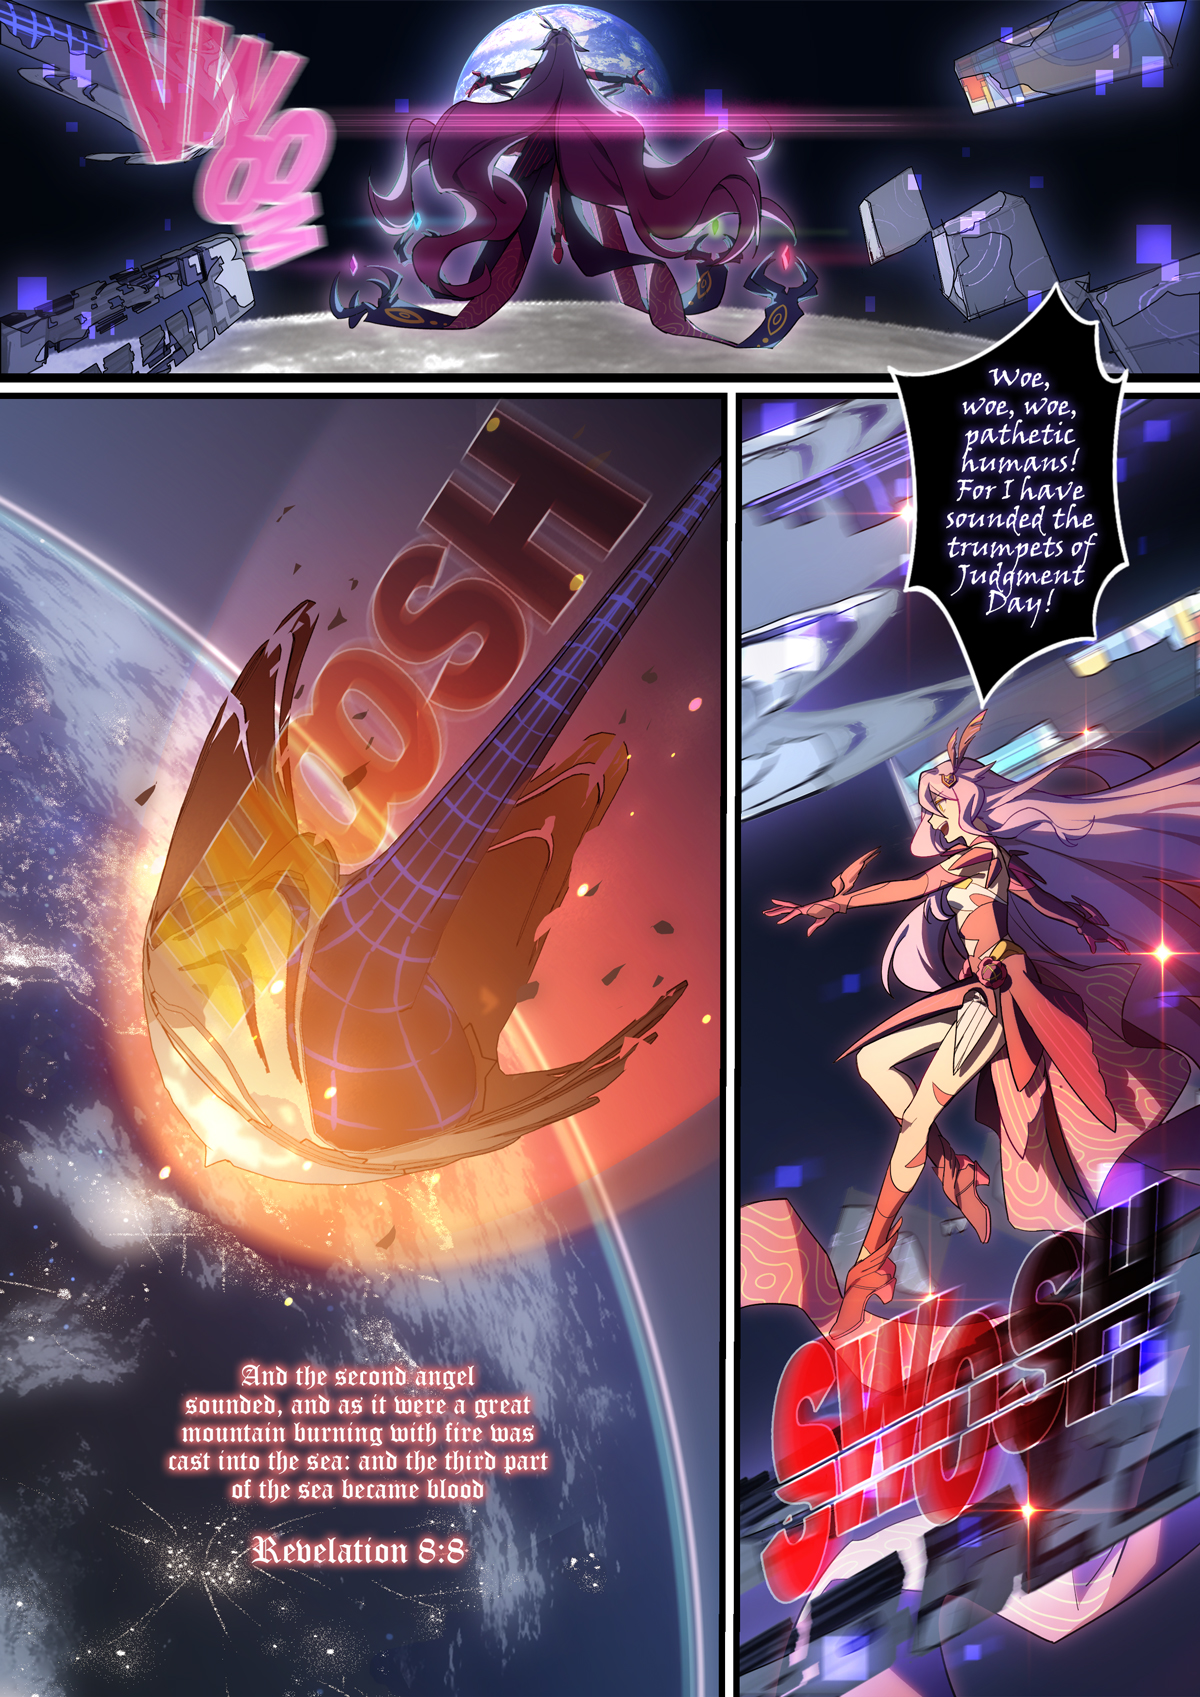 VWOOM
Woe,
woe, woe,
pathetic
humans!
For I have
sounded the
trumpets of
Judgment
Day!
WHOOSH
SWOOSH
And the second angel
sounded, and as it were a great
mountain burning with fire was
cast into the sea: and the third part
of the sea became blood
Revelation 8:8